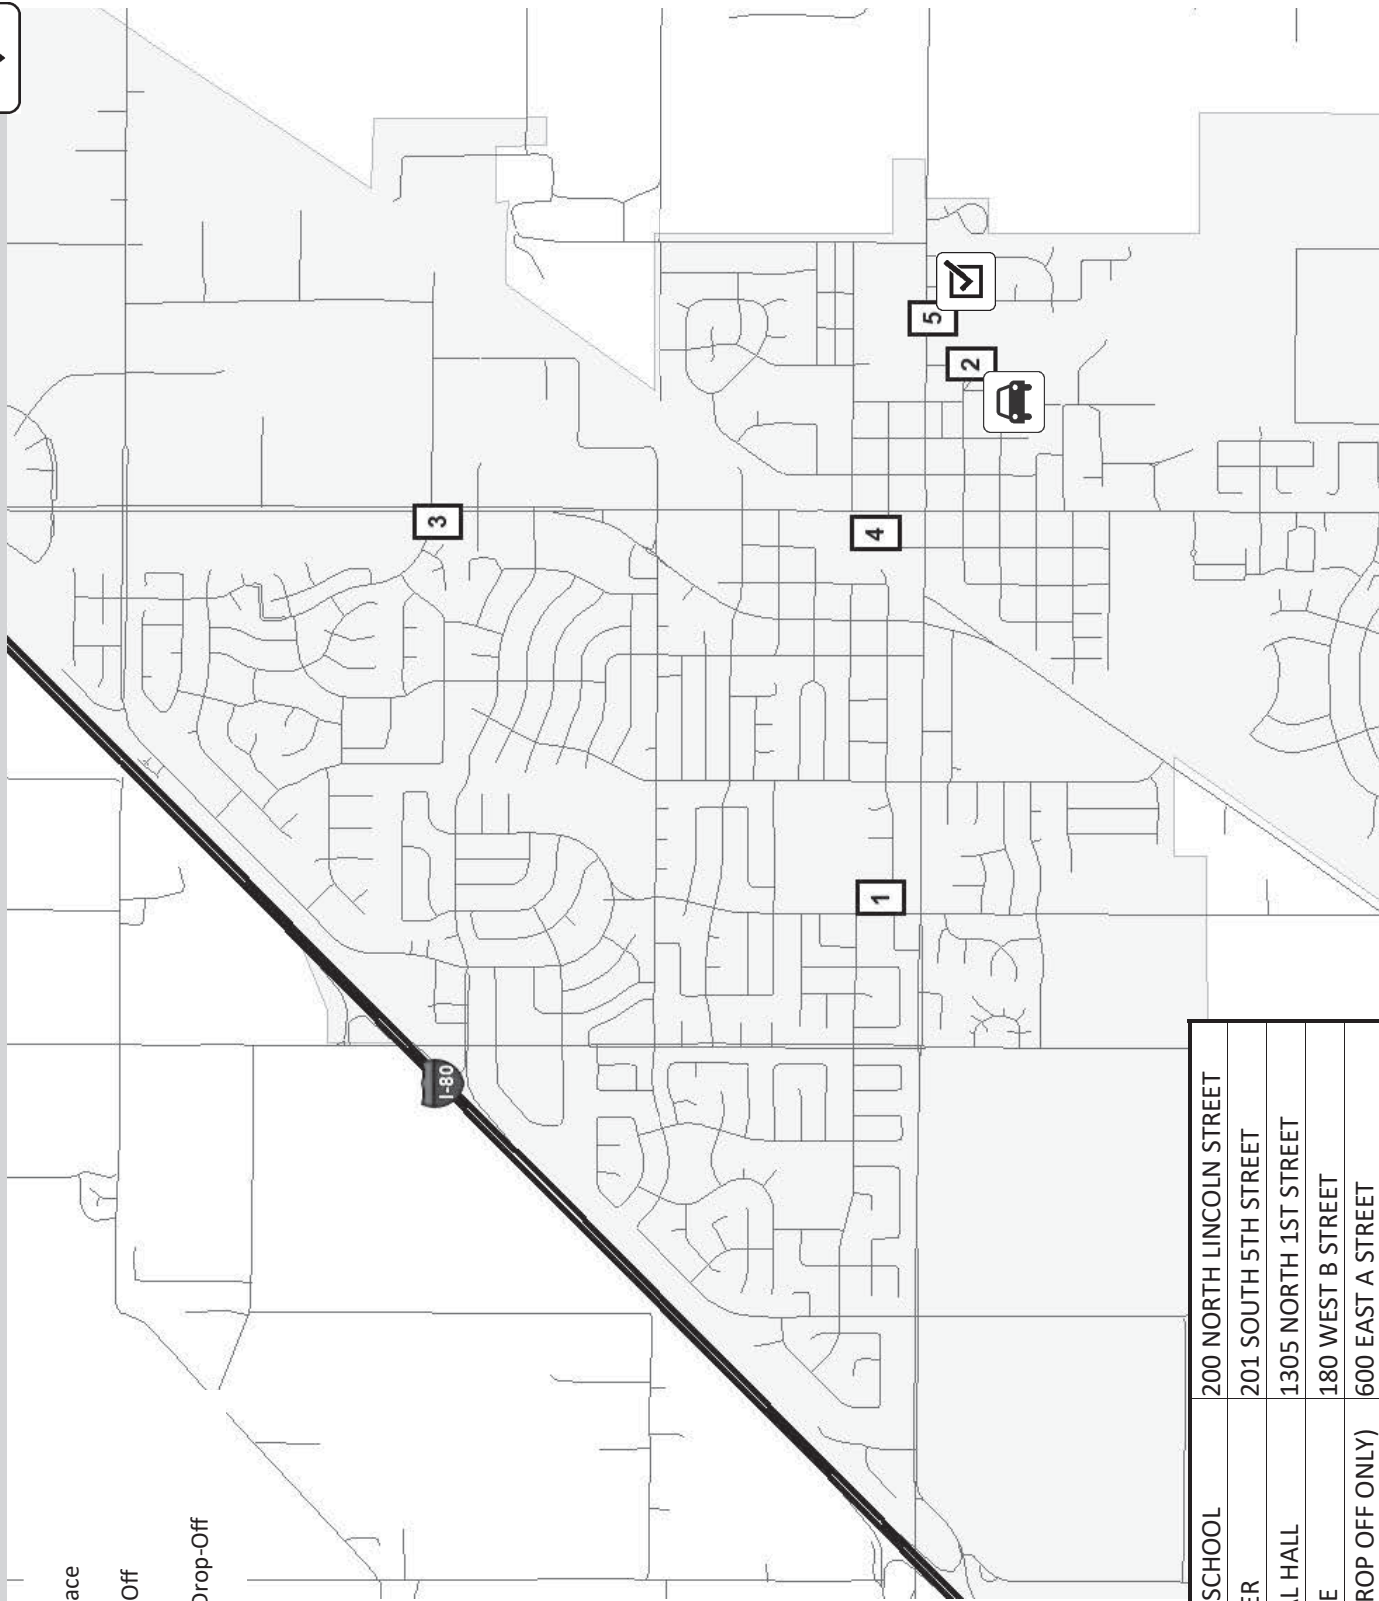 ace
Off
Drop-Off
I-80
3
1
4
5
2
SCHOOL 200 NORTH LINCOLN STREET
ER 201 SOUTH 5TH STREET
L HALL 1305 NORTH 1ST STREET
E 180 WEST B STREET
ROP OFF ONLY) 600 EAST A STREET